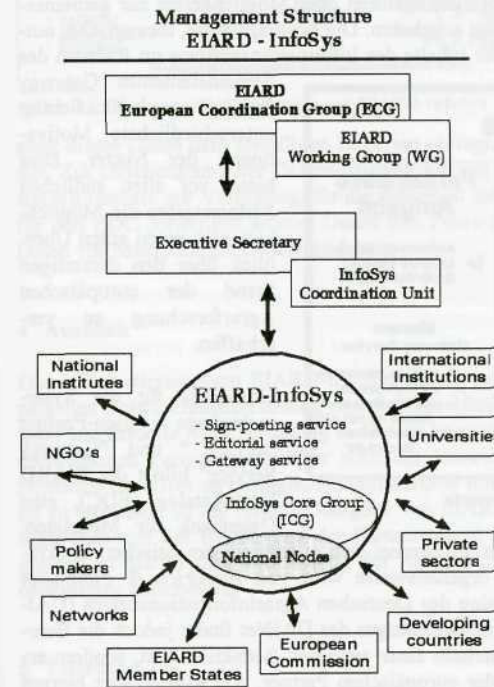 Management Structure
EIARD - InfoSys
EIARD
European Coordination Group (ECG)
EIARD
Working Group (WG)
Executive Secretary
InfoSys
Coordination Unit
EIARD-InfoSys
- Sign-posting service
- Editorial service
- Gateway service
InfoSys Core Group
(ICG)
National Nodes
National
Institutes
NGO's
Policy
makers
Networks
EIARD
Member States
European
Commission
Developing
countries
Private
sectors
Universitie
International
Institutions